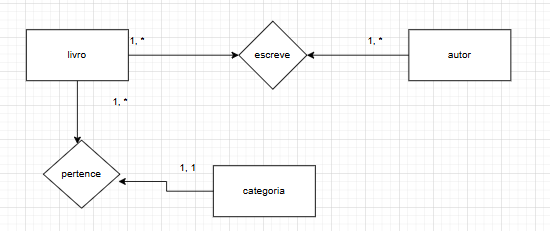 1, *
1, *
livro
escreve
autor
1, *
1, 1
pertence
categoria